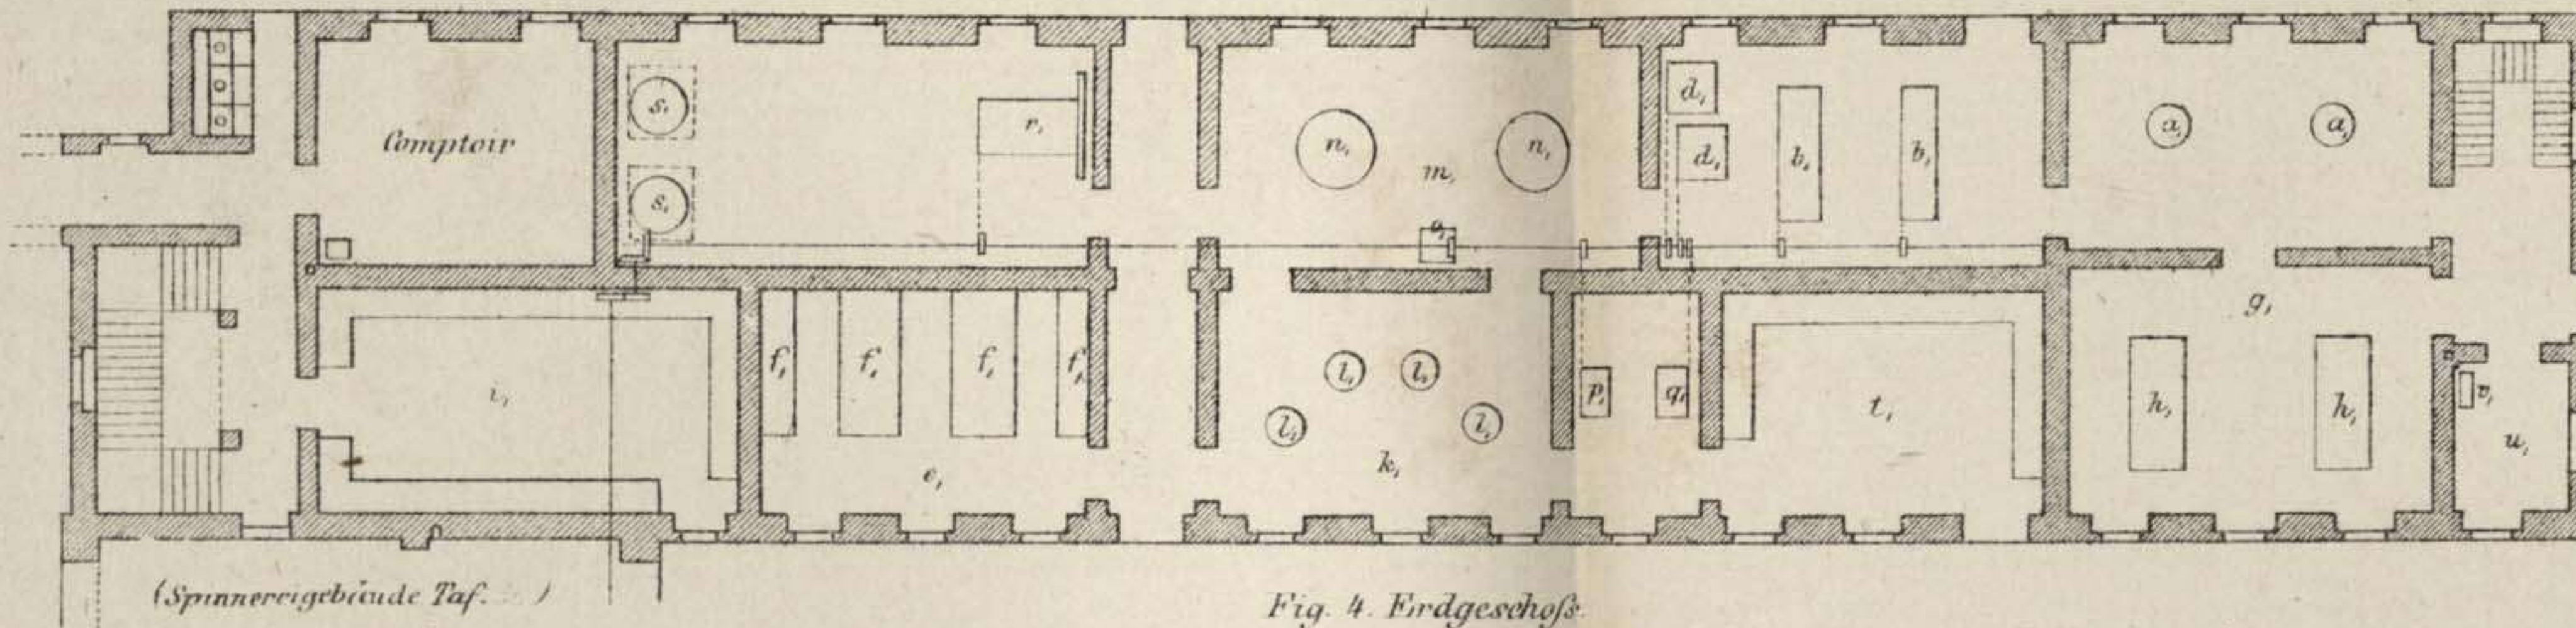 Comptoir
s,
r,
s,
n,
n,
m,
o,
d,
d,
b,
b,
a,
a,
i,
f,
f,
f,
f,
e,
l,
l,
l,
l,
k,
p,
q,
t,
g,
h,
h,
v,
u,
(Spinnereigebäude Taf. )
Fig. 4. Erdgeschoſs.